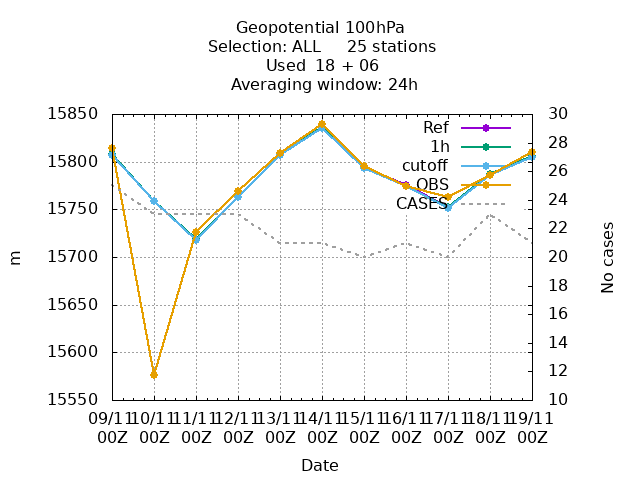 Geopotential 100hPa
Selection: ALL     25 stations
Used  18 + 06
Averaging window: 24h
15850
15800
15750
15700
15650
15600
15550
m
30
28
26
24
22
20
18
16
14
12
10
No cases
Ref
1h
cutoff
OBS
CASES
09/11 10/11 11/11 12/11 13/11 14/11 15/11 16/11 17/11 18/11 19/11
00Z 00Z 00Z 00Z 00Z 00Z 00Z 00Z 00Z 00Z 00Z
Date